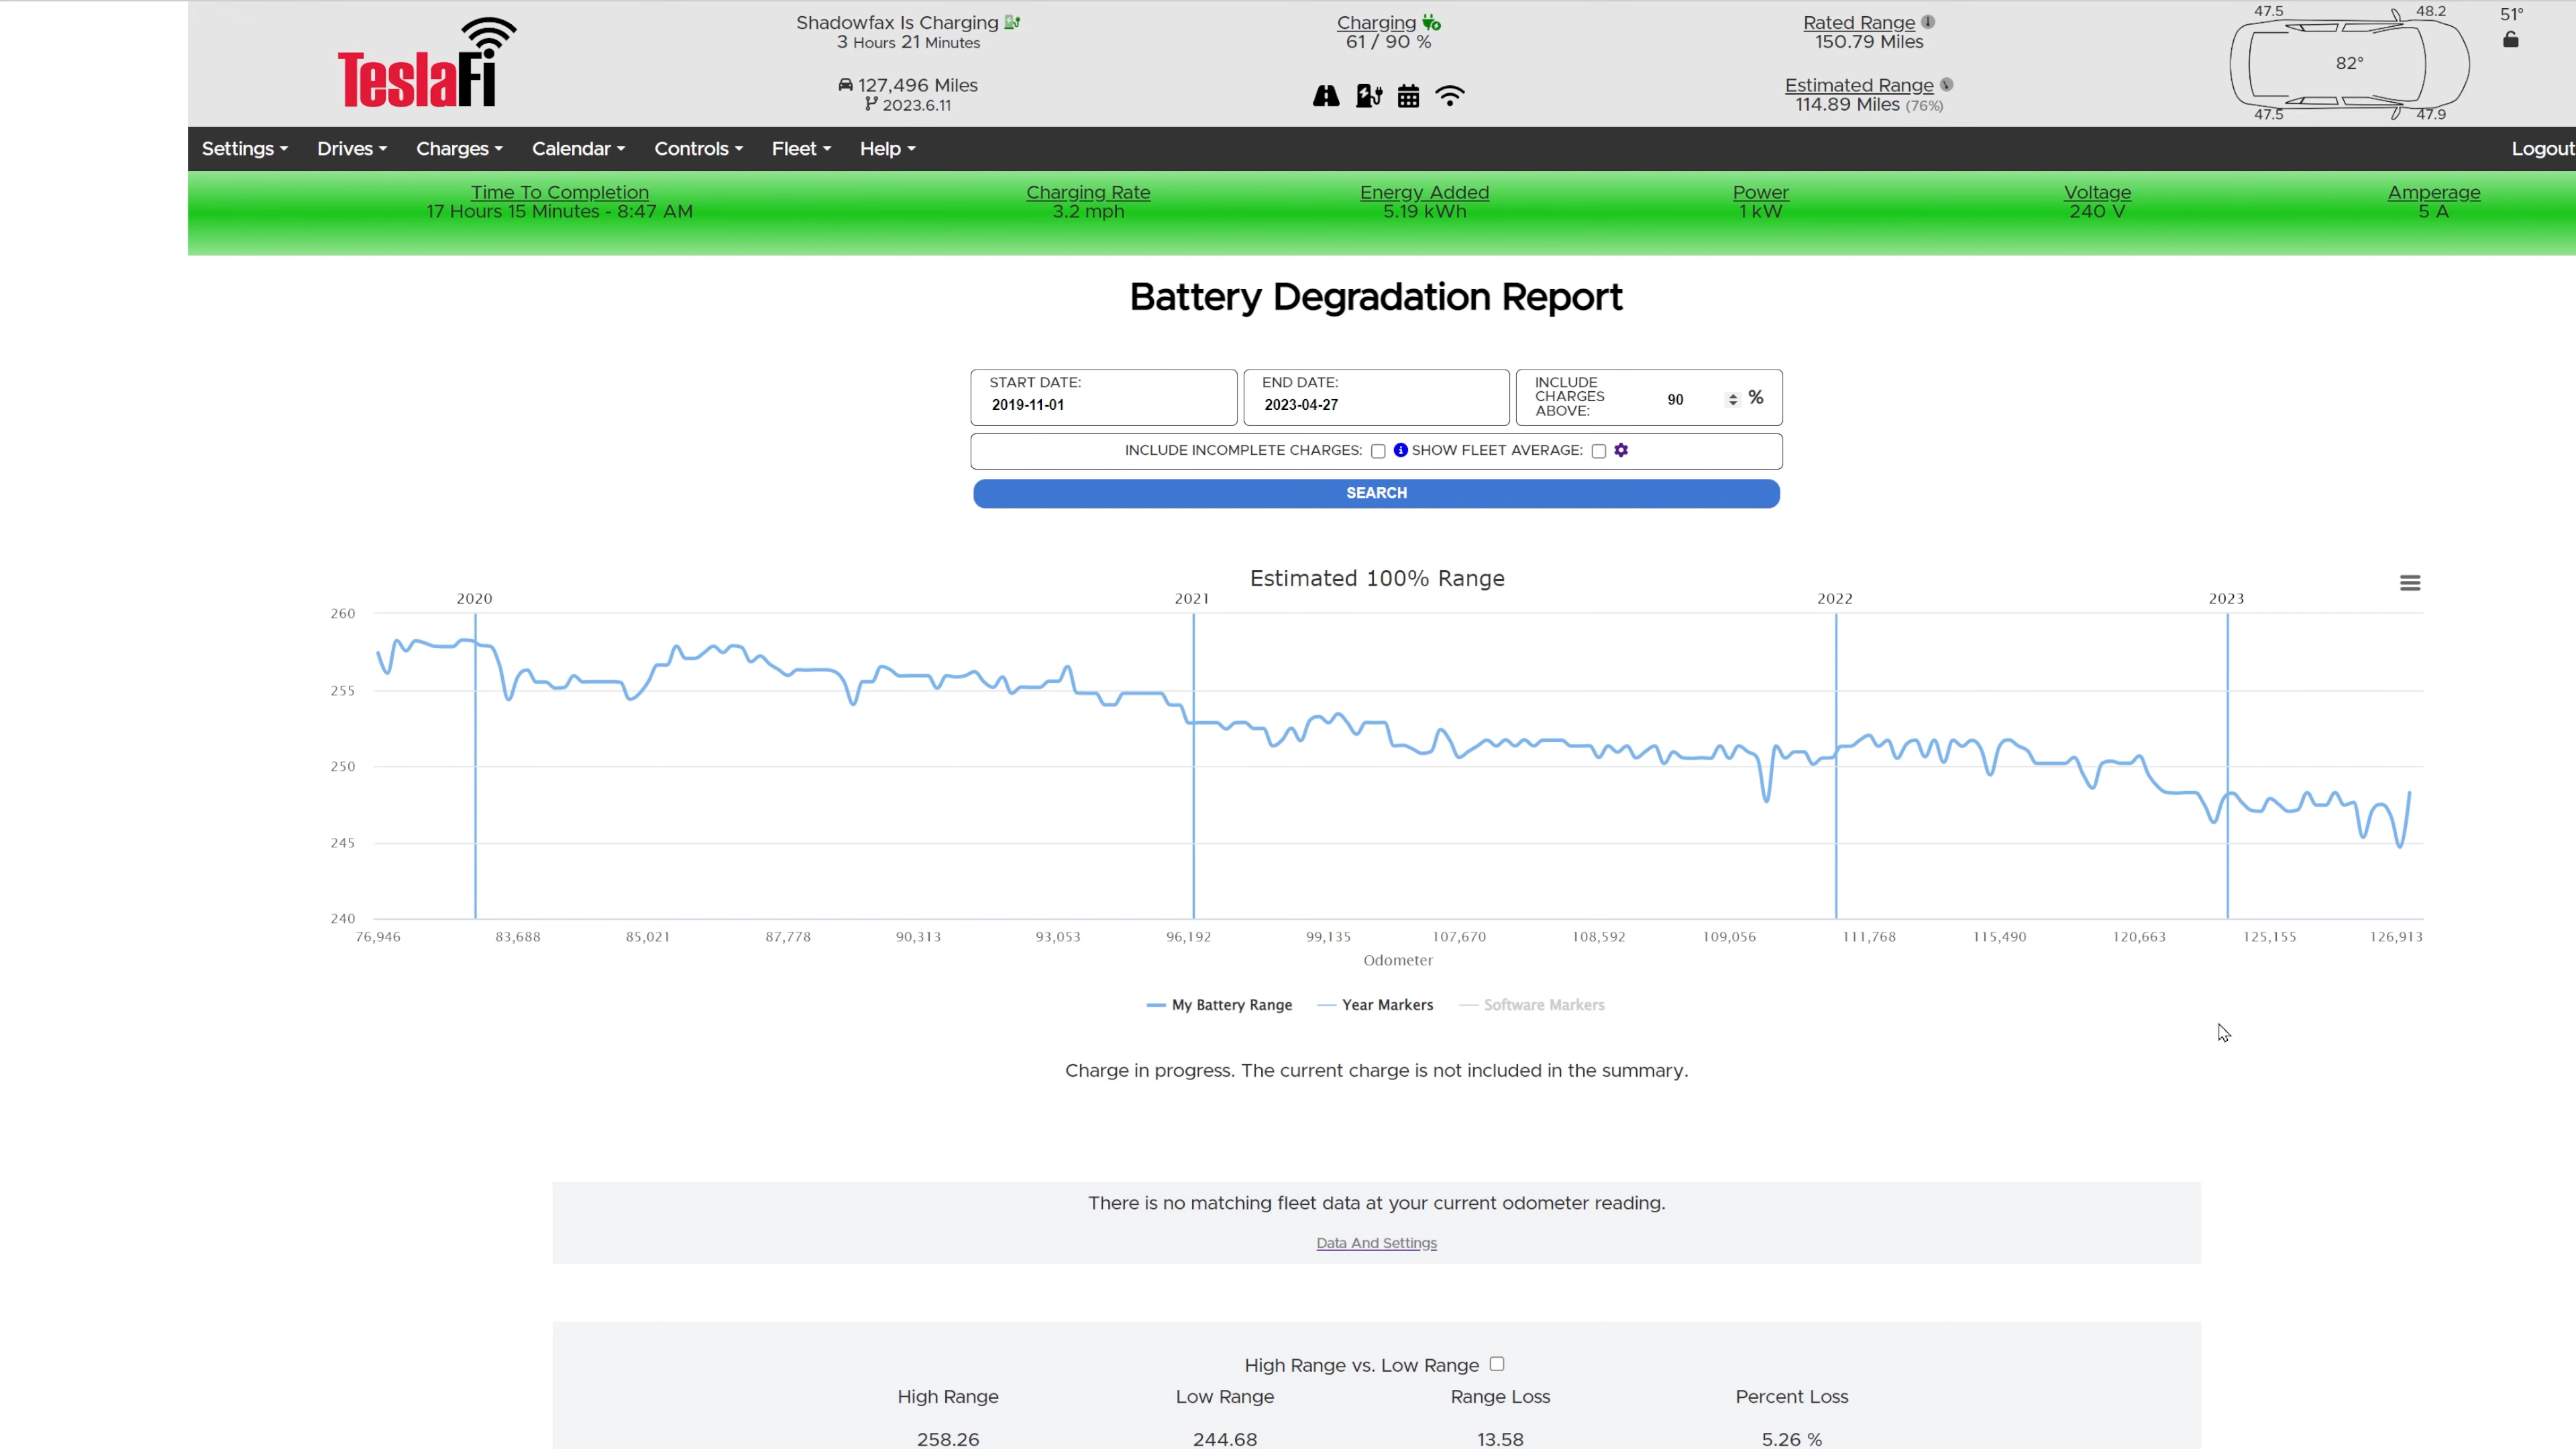 TeslaFi
Shadowfax Is Charging
3 Hours 21 Minutes
127,496 Miles
2023.6.11
Charging
61 / 90 %
Rated Range
150.79 Miles
Estimated Range
114.89 Miles (76%)
47.5 48.2
82°
47.5 47.9
51°
Settings Drives Charges Calendar Controls Fleet Help Logout
Time To Completion Charging Rate Energy Added Power Voltage Amperage
17 Hours 15 Minutes - 8:47 AM 3.2 mph 5.19 kWh 1 kW 240 V 5 A
Battery Degradation Report
START DATE:
2019-11-01
END DATE:
2023-04-27
INCLUDE
CHARGES
ABOVE:
90 %
INCLUDE INCOMPLETE CHARGES: SHOW FLEET AVERAGE:
SEARCH
Estimated 100% Range
2020 2021 2022 2023
260
255
250
245
240
76,946 83,688 85,021 87,778 90,313 93,053 96,192 99,135 107,670 108,592 109,056 111,768 115,490 120,663 125,155 126,913
Odometer
My Battery Range Year Markers Software Markers
Charge in progress. The current charge is not included in the summary.
There is no matching fleet data at your current odometer reading.
Data And Settings
High Range vs. Low Range
High Range Low Range Range Loss Percent Loss
258.26 244.68 13.58 5.26 %